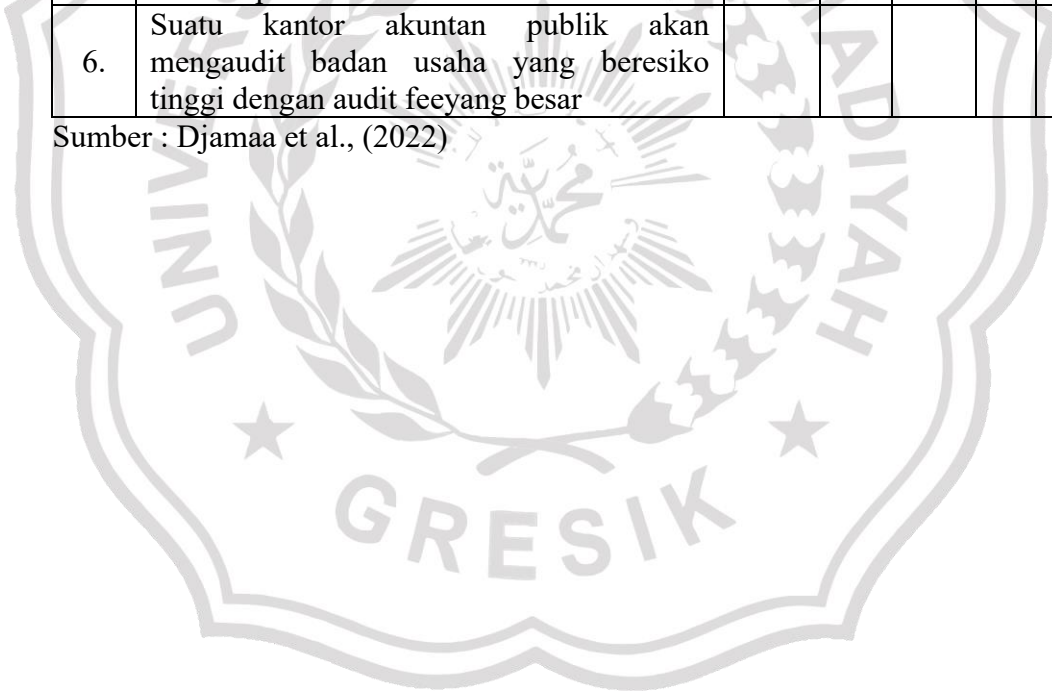 6.
Suatu kantor akuntan publik akan
mengaudit badan usaha yang beresiko
tinggi dengan audit feeyang besar
Sumber : Djamaa et al., (2022)
GRESIK